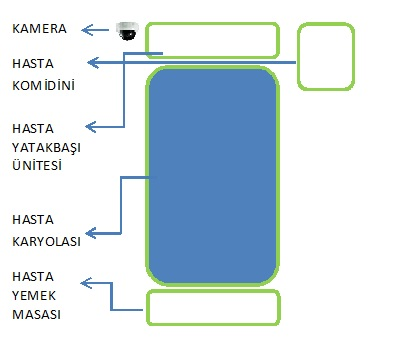 KAMERA
HASTA
KOMİDİNİ
HASTA
YATAKBAŞI
ÜNİTESİ
HASTA
KARYOLASI
HASTA
YEMEK
MASASI